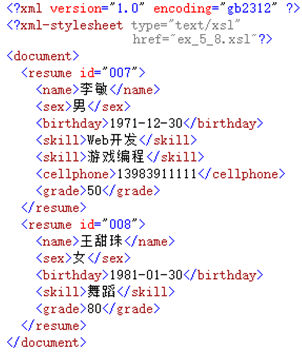 <?xml version="1.0" encoding="gb2312" ?>
<?xml-stylesheet type="text/xsl"
href="ex_5_8.xsl"?>
<document>
<resume id="007">
<name>李敏</name>
<sex>男</sex>
<birthday>1971-12-30</birthday>
<skill>Web开发</skill>
<skill>游戏编程</skill>
<cellphone>13983911111</cellphone>
<grade>50</grade>
</resume>
<resume id="008">
<name>王甜珠</name>
<sex>女</sex>
<birthday>1981-01-30</birthday>
<skill>舞蹈</skill>
<grade>80</grade>
</resume>
</document>